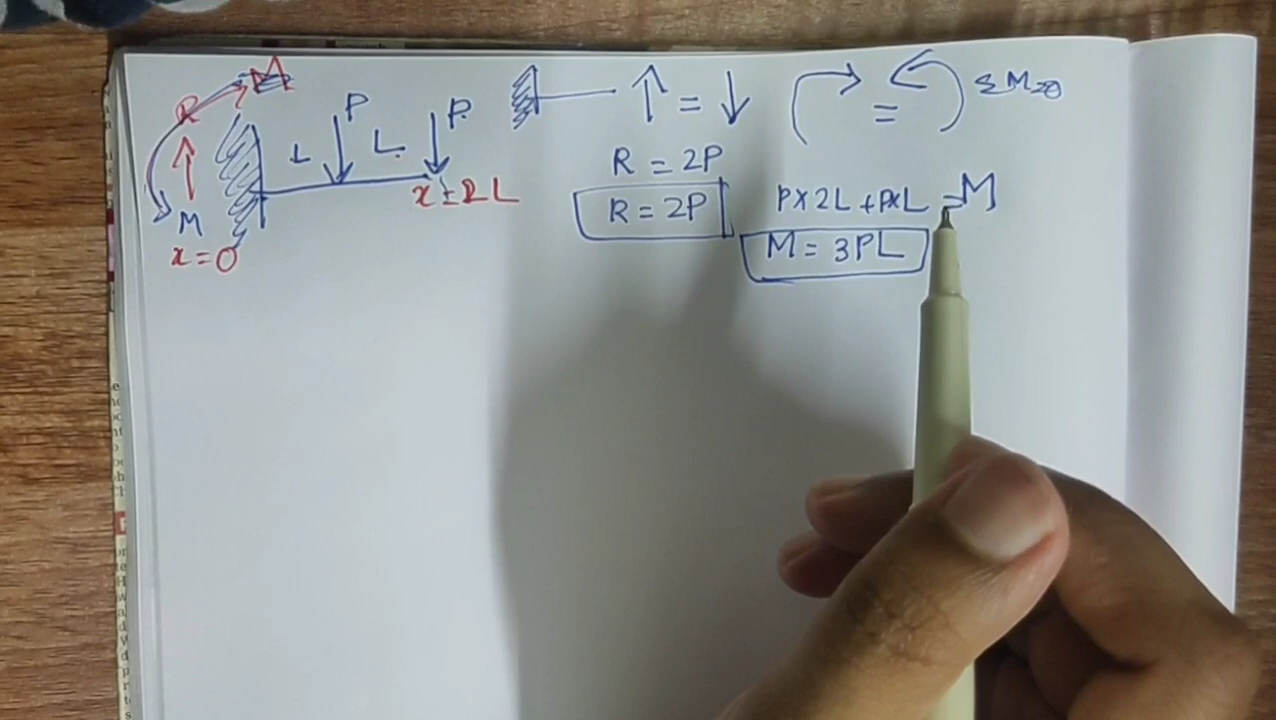 R
M
x=0
P
P
L
L
x=2L
↑ = ↓
=
ΣM=0
R = 2P
R = 2P
P×2L+P×L =M
M = 3PL